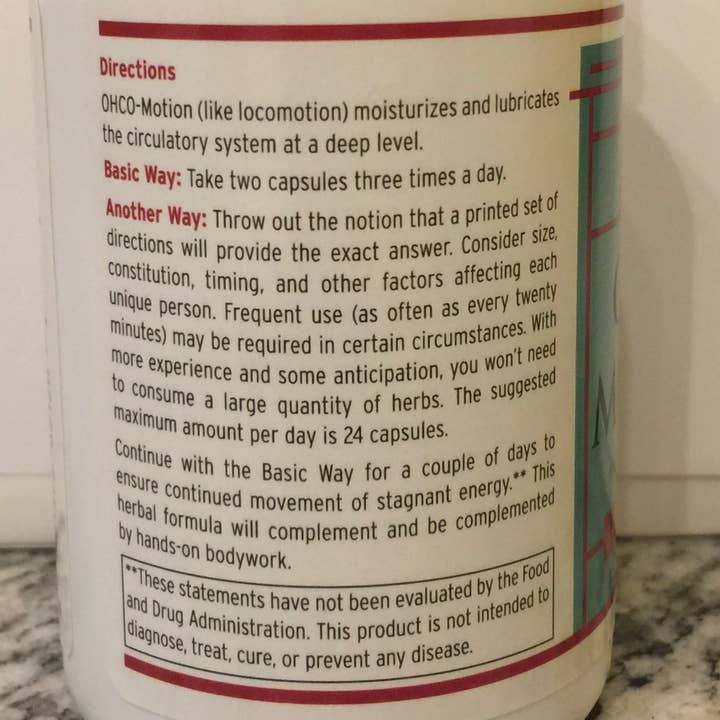 Directions
OHCO-Motion (like locomotion) moisturizes and lubricates
the circulatory system at a deep level.
Basic Way: Take two capsules three times a day.
Another Way: Throw out the notion that a printed set of
directions will provide the exact answer. Consider size,
constitution, timing, and other factors affecting each
unique person. Frequent use (as often as every twenty
minutes) may be required in certain circumstances. With
more experience and some anticipation, you won't need
to consume a large quantity of herbs. The suggested
maximum amount per day is 24 capsules.
Continue with the Basic Way for a couple of days to
ensure continued movement of stagnant energy.** This
herbal formula will complement and be complemented
by hands-on bodywork.
**These statements have not been evaluated by the Food
and Drug Administration. This product is not intended to
diagnose, treat, cure, or prevent any disease.